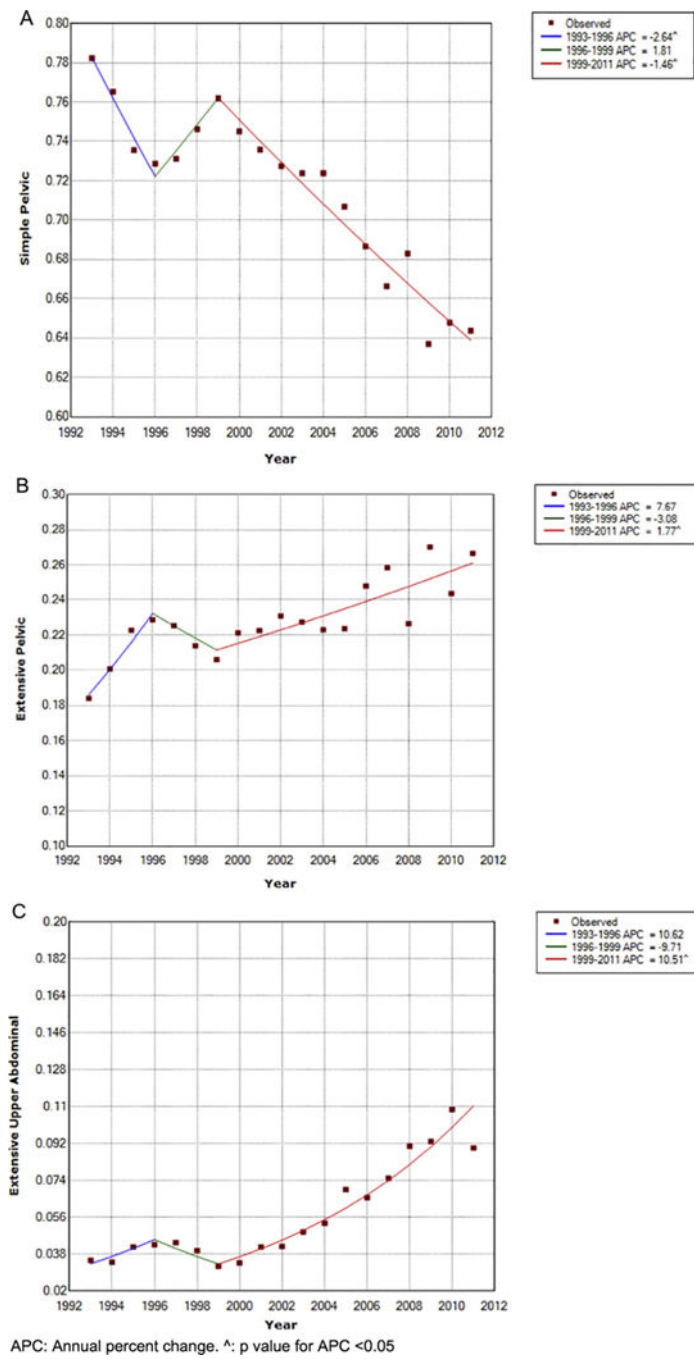 A
0.80
0.78
0.76
0.74
0.72
0.70
0.68
0.66
0.64
0.62
0.60
Simple Pelvic
1992 1994 1996 1998 2000 2002 2004 2006 2008 2010 2012
Year
Observed
1993-1996 APC = -2.64^
1996-1999 APC = 1.81
1999-2011 APC = -1.46^
B
0.30
0.28
0.26
0.24
0.22
0.20
0.18
0.16
0.14
0.12
0.10
Extensive Pelvic
1992 1994 1996 1998 2000 2002 2004 2006 2008 2010 2012
Year
Observed
1993-1996 APC = 7.67
1996-1999 APC = -3.08
1999-2011 APC = 1.77^
C
0.20
0.182
0.164
0.146
0.128
0.11
0.092
0.074
0.056
0.038
0.02
Extensive Upper Abdominal
1992 1994 1996 1998 2000 2002 2004 2006 2008 2010 2012
Year
Observed
1993-1996 APC = 10.62
1996-1999 APC = -9.71
1999-2011 APC = 10.51^
APC: Annual percent change. ^: p value for APC <0.05